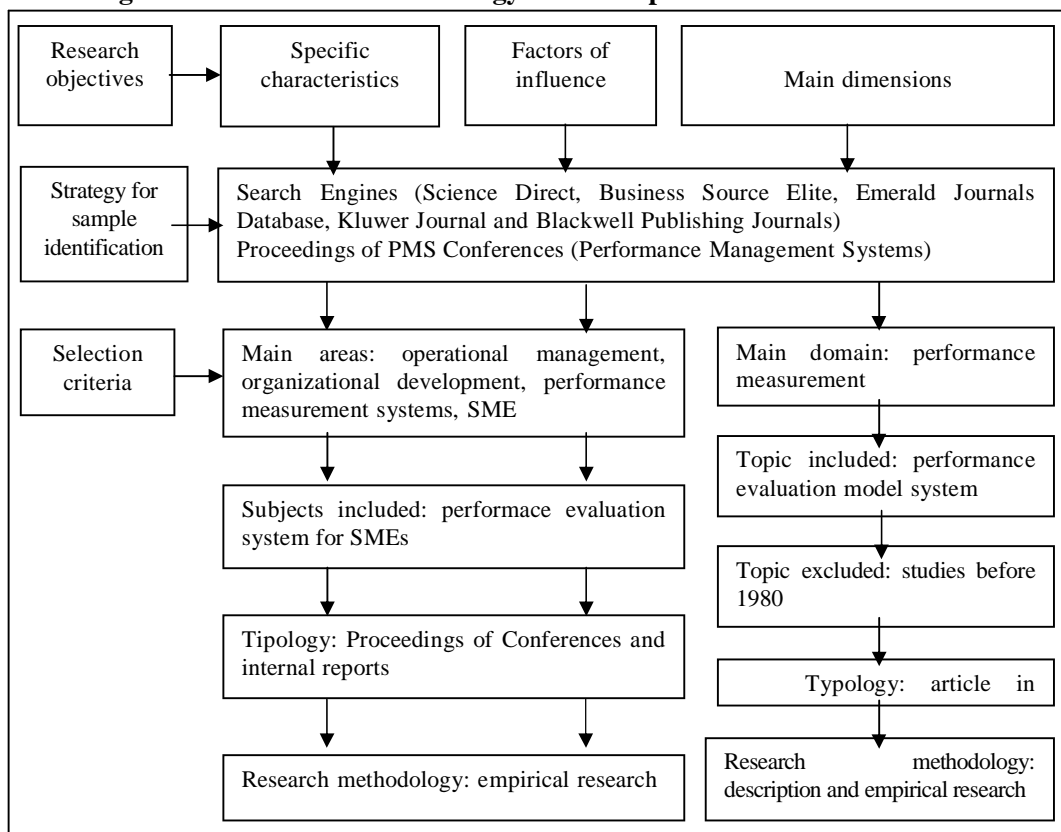 Research
objectives
Specific
characteristics
Factors of
influence
Main dimensions
Strategy for
sample
identification
Search Engines (Science Direct, Business Source Elite, Emerald Journals
Database, Kluwer Journal and Blackwell Publishing Journals)
Proceedings of PMS Conferences (Performance Management Systems)
Selection
criteria
Main areas: operational management,
organizational development, performance
measurement systems, SME
Subjects included: performace evaluation
system for SMEs
Tipology: Proceedings of Conferences and
internal reports
Research methodology: empirical research
Main domain: performance
measurement
Topic included: performance
evaluation model system
Topic excluded: studies before
1980
Typology: article in
Research methodology:
description and empirical research